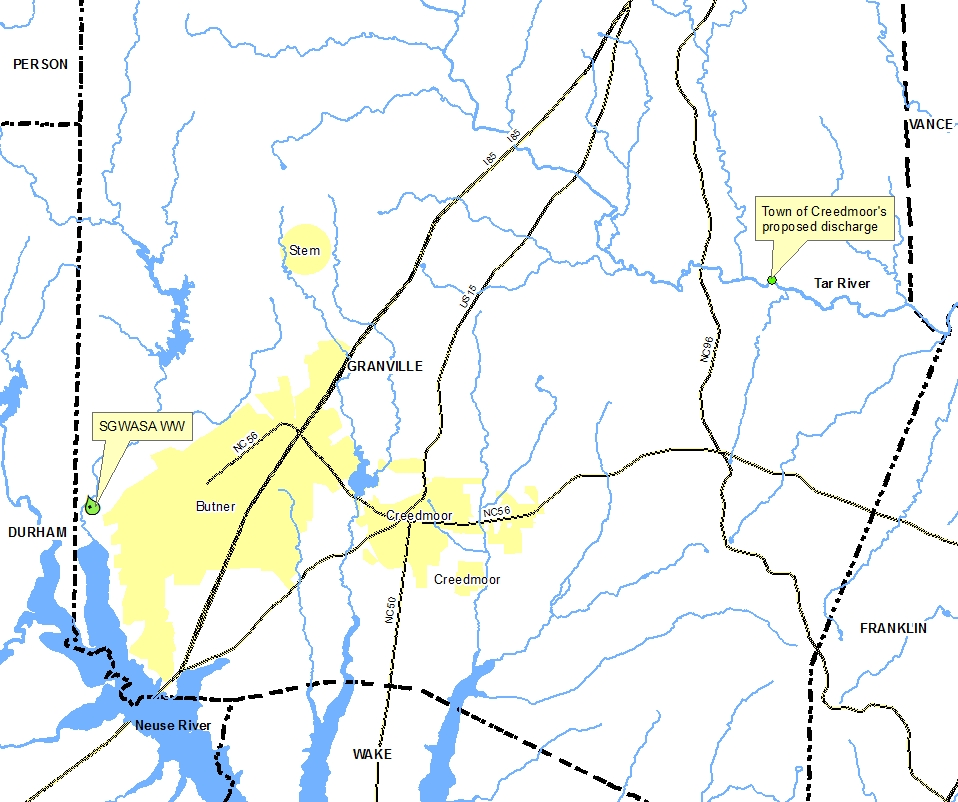 PERSON
VANCE
I85
I85
Town of Creedmoor's
proposed discharge
Stem
Tar River
US15
NC96
GRANVILLE
SGWASA WW
NC56
Butner
Creedmoor
NC56
DURHAM
Creedmoor
NC50
FRANKLIN
Neuse River
WAKE